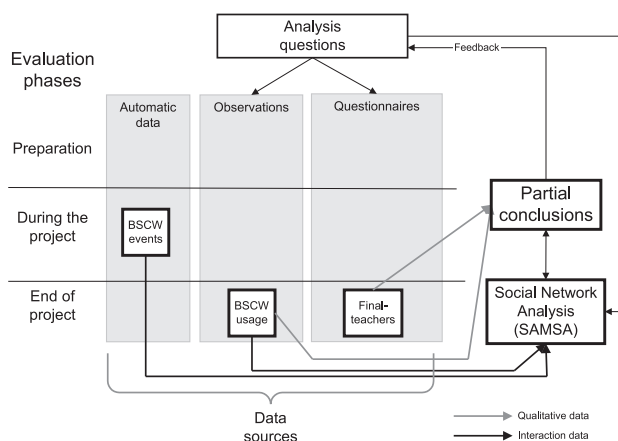 Analysis
questions
Feedback
Evaluation
phases
Automatic
data
Observations
Questionnaires
Preparation
During the
project
BSCW
events
Partial
conclusions
End of
project
BSCW
usage
Final-
teachers
Social Network
Analysis
(SAMSA)
Data
sources
Qualitative data
Interaction data